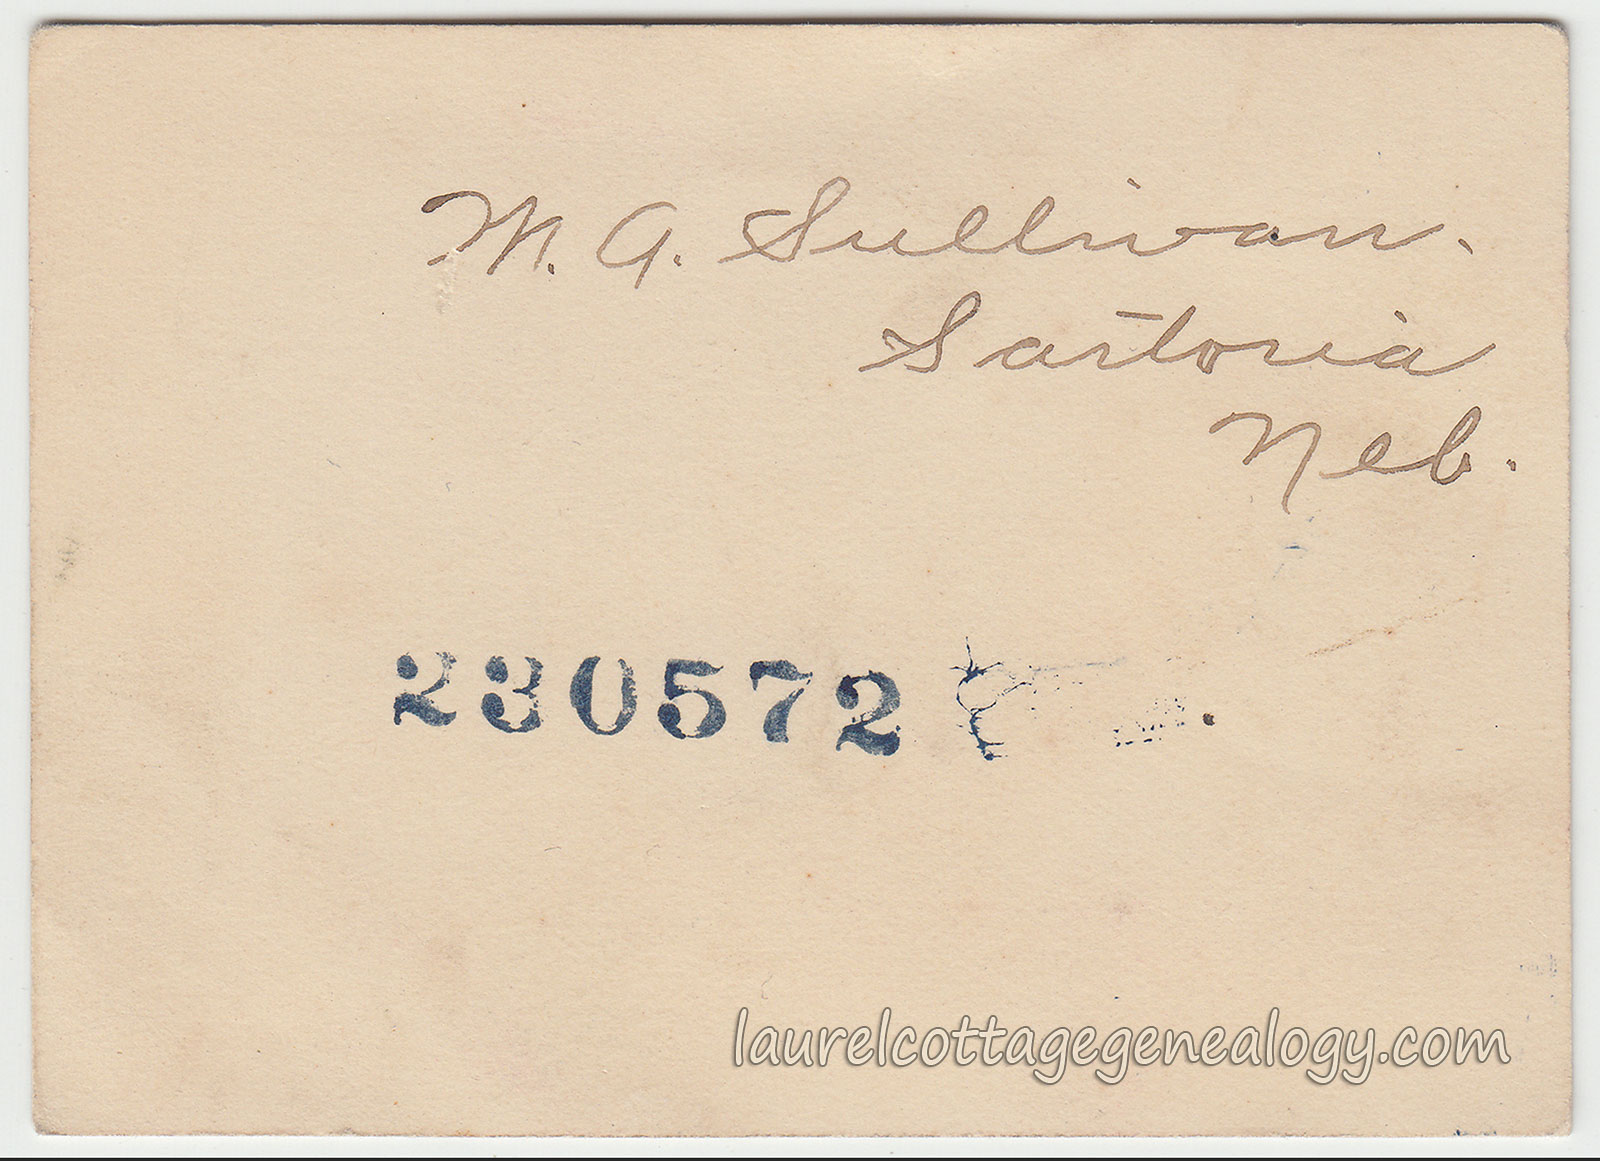 M. G. Sullivan.
Sartoria
Neb.
230572
laurelcottagegenealogy.com